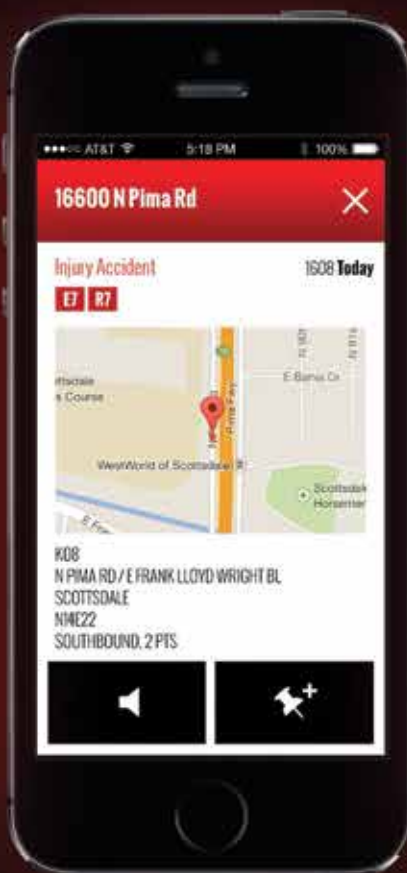 AT&T 5:18 PM 100%
16600 N Pima Rd
Injury Accident 1608 Today
E7 R7
E Bahia Dr
Pima Fwy
WestWorld of Scottsdale
K08
N PIMA RD / E FRANK LLOYD WRIGHT BL
SCOTTSDALE
N14E22
SOUTHBOUND, 2 PTS